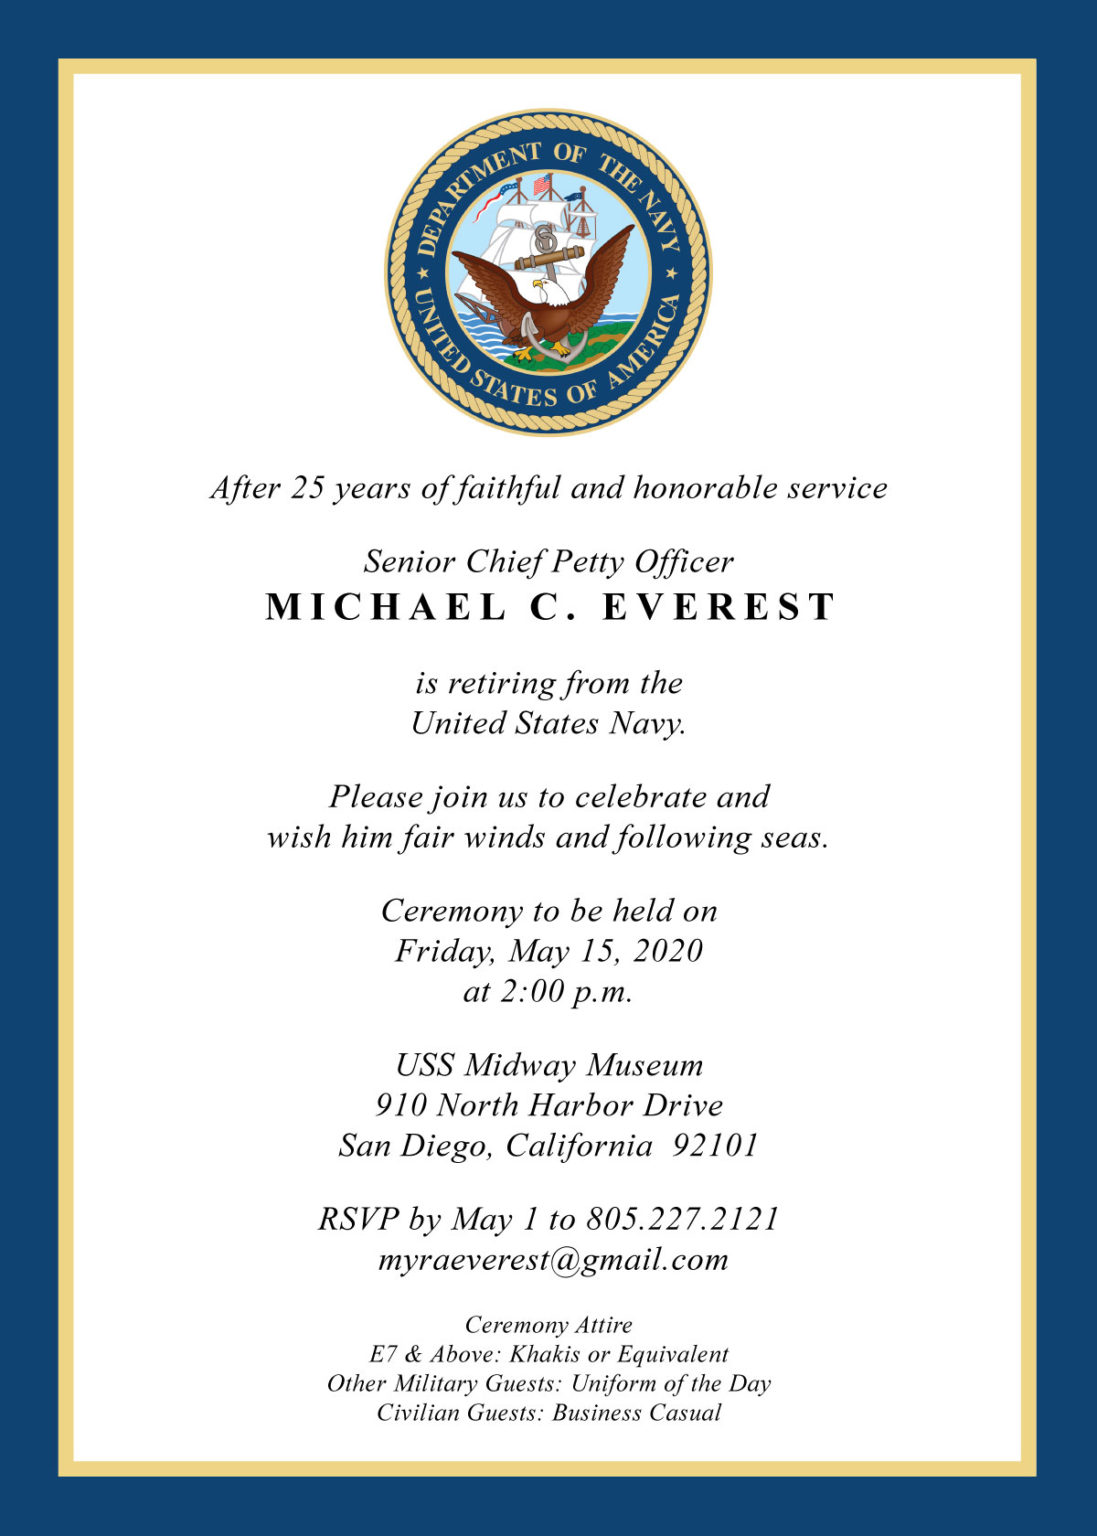 DEPARTMENT OF THE NAVY
★ UNITED STATES OF AMERICA ★
After 25 years of faithful and honorable service
Senior Chief Petty Officer
MICHAEL C. EVEREST
is retiring from the
United States Navy.
Please join us to celebrate and
wish him fair winds and following seas.
Ceremony to be held on
Friday, May 15, 2020
at 2:00 p.m.
USS Midway Museum
910 North Harbor Drive
San Diego, California  92101
RSVP by May 1 to 805.227.2121
myraeverest@gmail.com
Ceremony Attire
E7 & Above: Khakis or Equivalent
Other Military Guests: Uniform of the Day
Civilian Guests: Business Casual